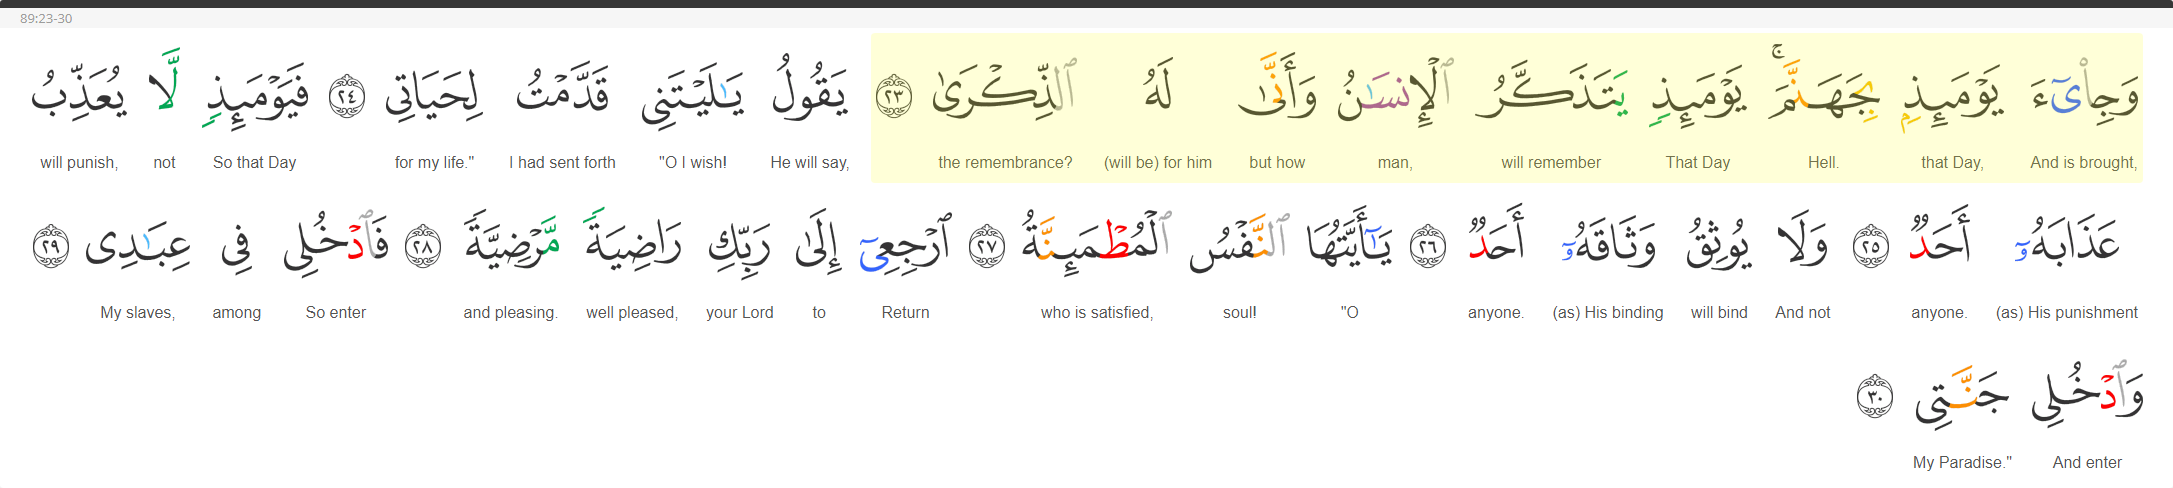 89:23-30
وَجِا۟ىٓءَ يَوْمَئِذٍۭ بِجَهَنَّمَ ۚ يَوْمَئِذٍ يَتَذَكَّرُ ٱلْإِنسَـٰنُ وَأَنَّىٰ لَهُ ٱلذِّكْرَىٰ ٢٣ يَقُولُ يَـٰلَيْتَنِى قَدَّمْتُ لِحَيَاتِى ٢٤ فَيَوْمَئِذٍ لَّا يُعَذِّبُ
And is brought, that Day, Hell. That Day will remember man, but how (will be) for him the remembrance? He will say, "O I wish! I had sent forth for my life." So that Day not will punish,
عَذَابَهُۥٓ أَحَدٌ ٢٥ وَلَا يُوثِقُ وَثَاقَهُۥٓ أَحَدٌ ٢٦ يَـٰٓأَيَّتُهَا ٱلنَّفْسُ ٱلْمُطْمَئِنَّةُ ٢٧ ٱرْجِعِىٓ إِلَىٰ رَبِّكِ رَاضِيَةً مَّرْضِيَّةً ٢٨ فَٱدْخُلِى فِى عِبَـٰدِى ٢٩
(as) His punishment anyone. And not will bind (as) His binding anyone. "O soul! who is satisfied, Return to your Lord well pleased, and pleasing. So enter among My slaves,
وَٱدْخُلِى جَنَّتِى ٣٠
And enter My Paradise."